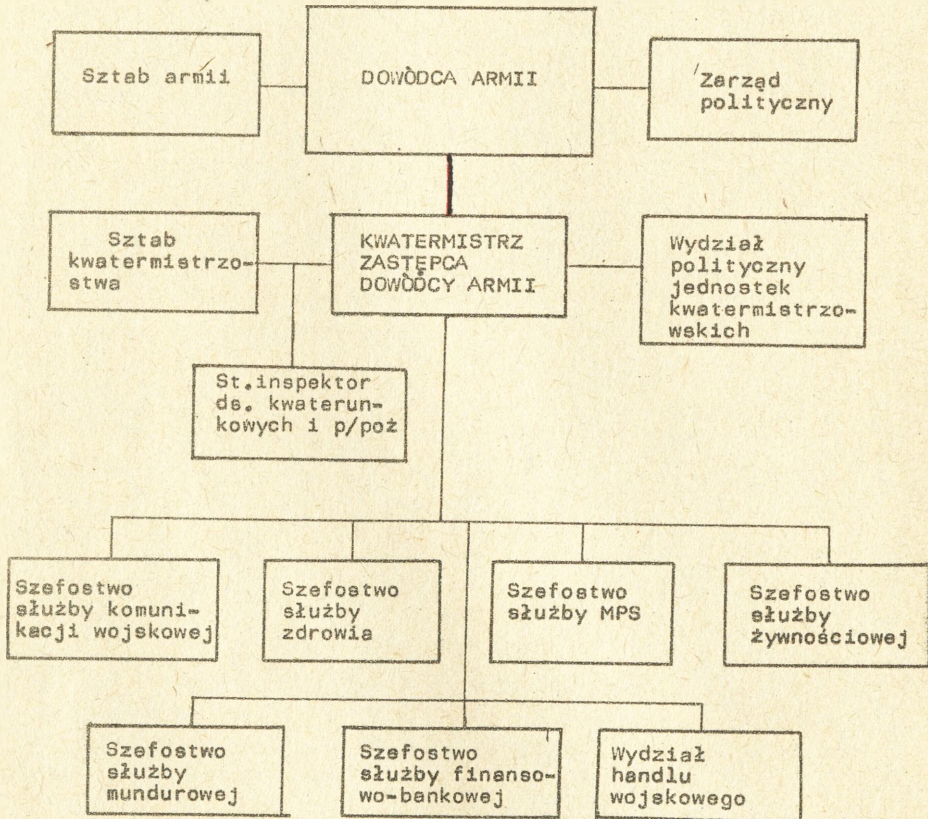 Sztab armii
DOWÒDCA ARMII
Zarząd
polityczny
Sztab
kwatermistrzo-
stwa
KWATERMISTRZ
ZASTĘPCA
DOWÒDCY ARMII
Wydział
polityczny
jednostek
kwatermistrzo-
wskich
St.inspektor
ds. kwaterun-
kowych i p/poż
Szefostwo
służby komuni-
kacji wojskowej
Szefostwo
służby
zdrowia
Szefostwo
służby MPS
Szefostwo
służby
żywnościowej
Szefostwo
służby
mundurowej
Szefostwo
służby finanso-
wo-bankowej
Wydział
handlu
wojskowego